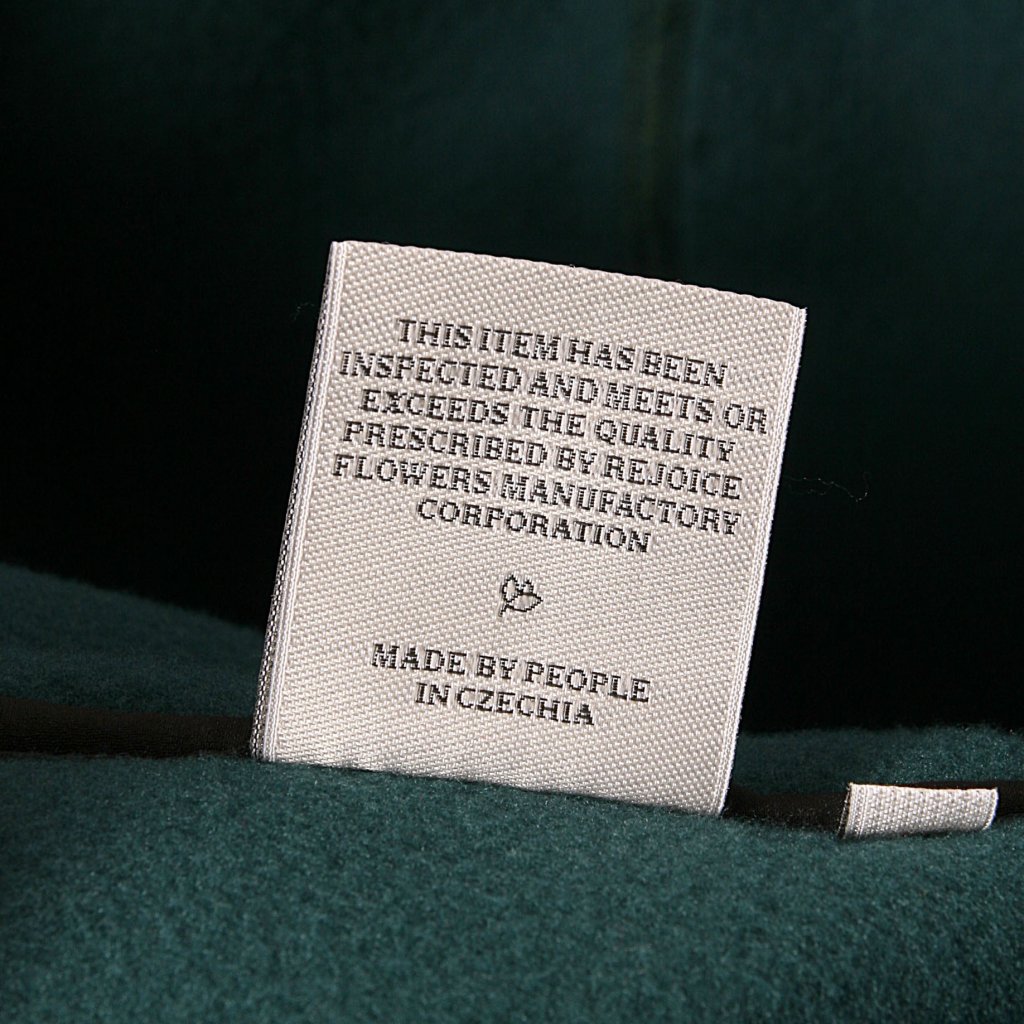 THIS ITEM HAS BEEN
INSPECTED AND MEETS OR
EXCEEDS THE QUALITY
PRESCRIBED BY REJOICE
FLOWERS MANUFACTORY
CORPORATION
MADE BY PEOPLE
IN CZECHIA